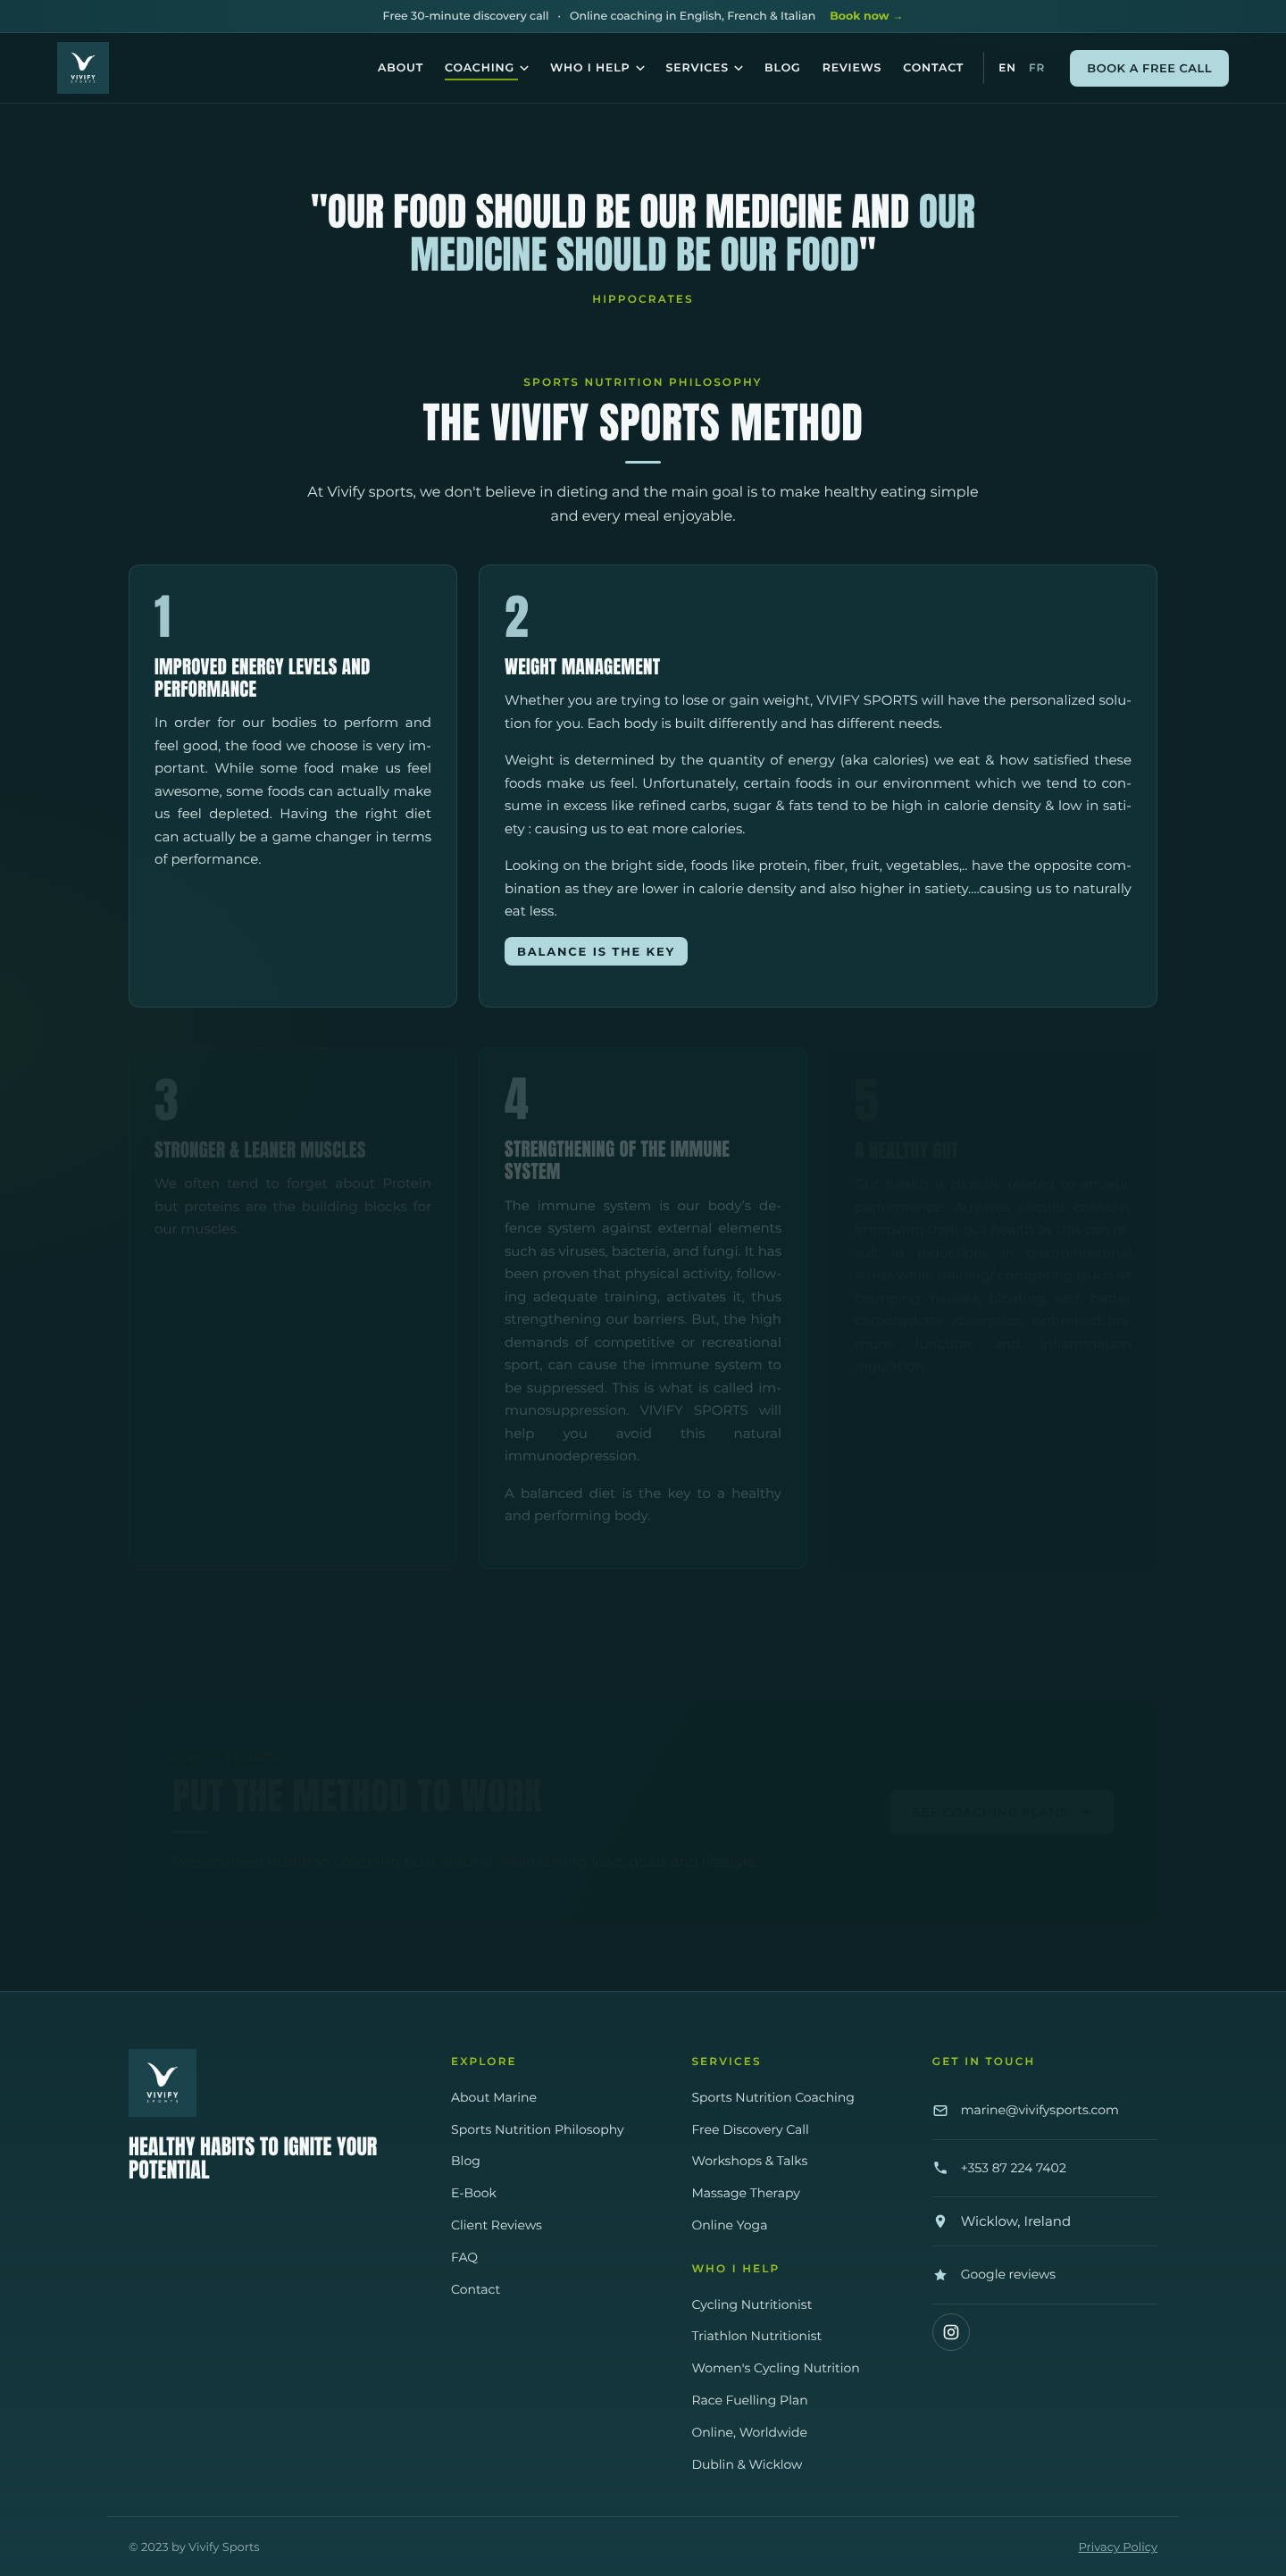 Free 30-minute discovery call · Online coaching in English, French & Italian Book now →
VIVIFY
SPORTS
ABOUT COACHING WHO I HELP SERVICES BLOG REVIEWS CONTACT EN FR BOOK A FREE CALL
"OUR FOOD SHOULD BE OUR MEDICINE AND OUR
MEDICINE SHOULD BE OUR FOOD"
HIPPOCRATES
SPORTS NUTRITION PHILOSOPHY
THE VIVIFY SPORTS METHOD
At Vivify sports, we don't believe in dieting and the main goal is to make healthy eating simple
and every meal enjoyable.
1
IMPROVED ENERGY LEVELS AND
PERFORMANCE
In order for our bodies to perform and
feel good, the food we choose is very im-
portant. While some food make us feel
awesome, some foods can actually make
us feel depleted. Having the right diet
can actually be a game changer in terms
of performance.
2
WEIGHT MANAGEMENT
Whether you are trying to lose or gain weight, VIVIFY SPORTS will have the personalized solu-
tion for you. Each body is built differently and has different needs.
Weight is determined by the quantity of energy (aka calories) we eat & how satisfied these
foods make us feel. Unfortunately, certain foods in our environment which we tend to con-
sume in excess like refined carbs, sugar & fats tend to be high in calorie density & low in sati-
ety : causing us to eat more calories.
Looking on the bright side, foods like protein, fiber, fruit, vegetables,.. have the opposite com-
bination as they are lower in calorie density and also higher in satiety....causing us to naturally
eat less.
BALANCE IS THE KEY
3
STRONGER & LEANER MUSCLES
We often tend to forget about Protein
but proteins are the building blocks for
our muscles.
4
STRENGTHENING OF THE IMMUNE
SYSTEM
The immune system is our body's de-
fence system against external elements
such as viruses, bacteria, and fungi. It has
been proven that physical activity, follow-
ing adequate training, activates it, thus
strengthening our barriers. But, the high
demands of competitive or recreational
sport, can cause the immune system to
be suppressed. This is what is called im-
munosuppression. VIVIFY SPORTS will
help you avoid this natural
immunodepression.
A balanced diet is the key to a healthy
and performing body.
5
A HEALTHY GUT
PUT THE METHOD TO WORK
SEE COACHING PLANS
VIVIFY
SPORTS
HEALTHY HABITS TO IGNITE YOUR
POTENTIAL
EXPLORE
About Marine
Sports Nutrition Philosophy
Blog
E-Book
Client Reviews
FAQ
Contact
SERVICES
Sports Nutrition Coaching
Free Discovery Call
Workshops & Talks
Massage Therapy
Online Yoga
WHO I HELP
Cycling Nutritionist
Triathlon Nutritionist
Women's Cycling Nutrition
Race Fuelling Plan
Online, Worldwide
Dublin & Wicklow
GET IN TOUCH
marine@vivifysports.com
+353 87 224 7402
Wicklow, Ireland
Google reviews
© 2023 by Vivify Sports
Privacy Policy